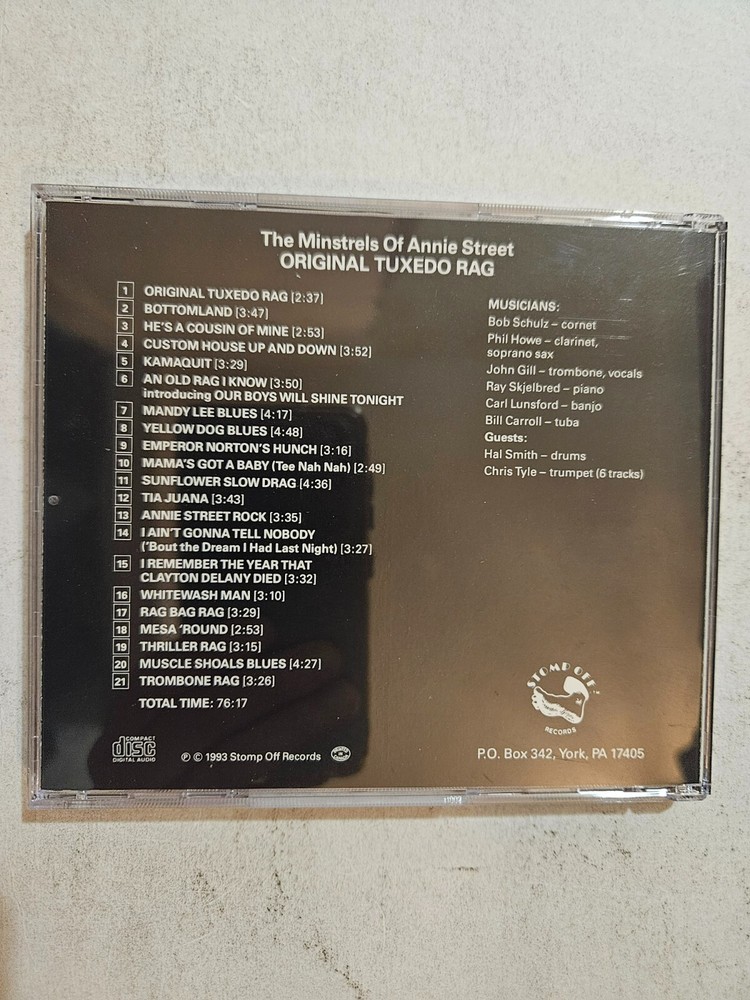 The Minstrels Of Annie Street
ORIGINAL TUXEDO RAG
1 ORIGINAL TUXEDO RAG [2:37]
2 BOTTOMLAND [3:47]
3 HE'S A COUSIN OF MINE [2:53]
4 CUSTOM HOUSE UP AND DOWN [3:52]
5 KAMAQUIT [3:29]
6 AN OLD RAG I KNOW [3:50]
introducing OUR BOYS WILL SHINE TONIGHT
7 MANDY LEE BLUES [4:17]
8 YELLOW DOG BLUES [4:48]
9 EMPEROR NORTON'S HUNCH [3:16]
10 MAMA'S GOT A BABY (Tee Nah Nah) [2:49]
11 SUNFLOWER SLOW DRAG [4:36]
12 TIA JUANA [3:43]
13 ANNIE STREET ROCK [3:35]
14 I AIN'T GONNA TELL NOBODY
('Bout the Dream I Had Last Night) [3:27]
15 I REMEMBER THE YEAR THAT
CLAYTON DELANY DIED [3:32]
16 WHITEWASH MAN [3:10]
17 RAG BAG RAG [3:29]
18 MESA 'ROUND [2:53]
19 THRILLER RAG [3:15]
20 MUSCLE SHOALS BLUES [4:27]
21 TROMBONE RAG [3:26]
TOTAL TIME: 76:17
MUSICIANS:
Bob Schulz – cornet
Phil Howe – clarinet,
soprano sax
John Gill – trombone, vocals
Ray Skjelbred – piano
Carl Lunsford – banjo
Bill Carroll – tuba
Guests:
Hal Smith – drums
Chris Tyle – trumpet (6 tracks)
STOMP OFF!
RECORDS
COMPACT
disc
DIGITAL AUDIO
℗ © 1993 Stomp Off Records
P.O. Box 342, York, PA 17405